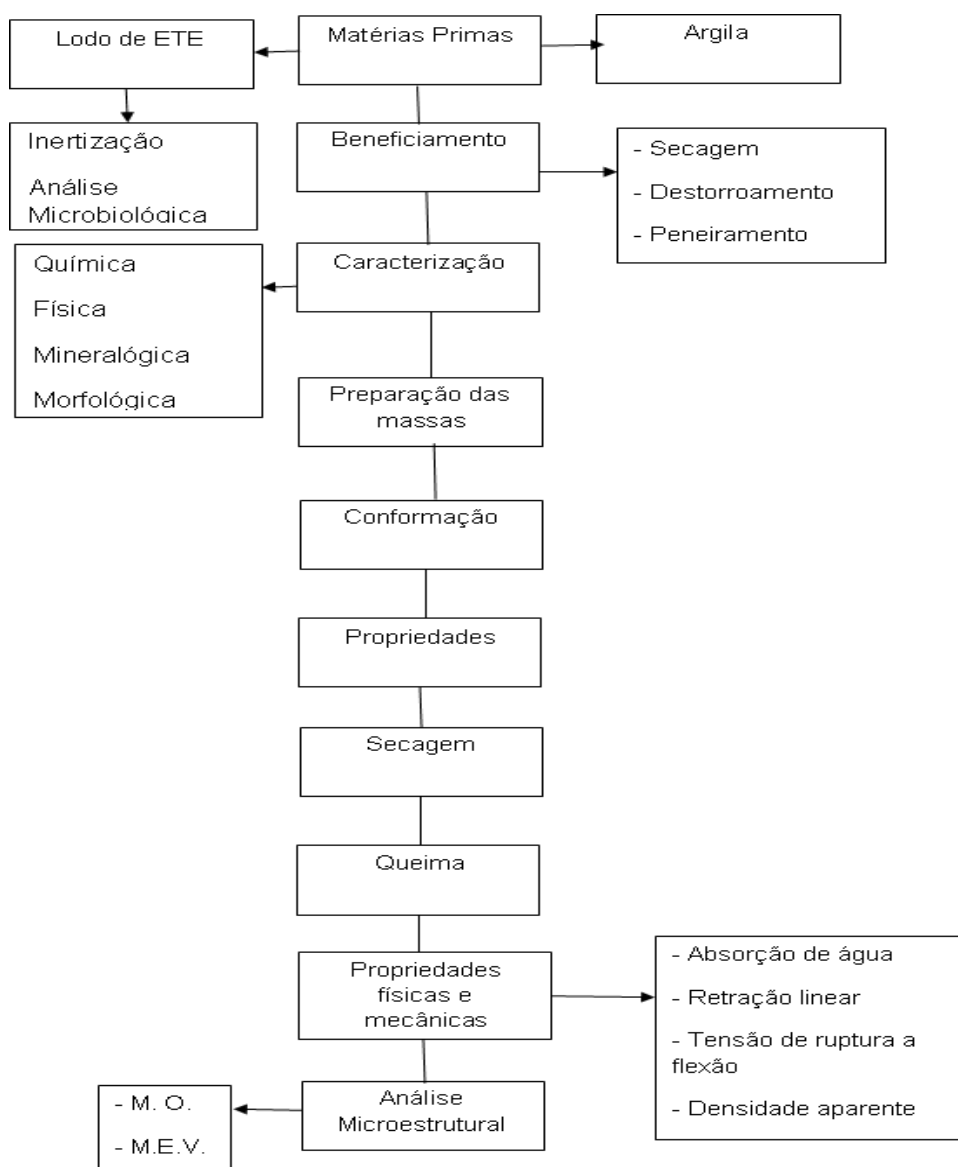 Lodo de ETE
Matérias Primas
Argila
Inertização
Análise
Microbiológica
Beneficiamento
- Secagem
- Destorroamento
- Peneiramento
Química
Física
Mineralógica
Morfológica
Caracterização
Preparação das
massas
Conformação
Propriedades
Secagem
Queima
Propriedades
físicas e
mecânicas
- Absorção de água
- Retração linear
- Tensão de ruptura a
flexão
- Densidade aparente
- M. O.
- M.E.V.
Análise
Microestrutural